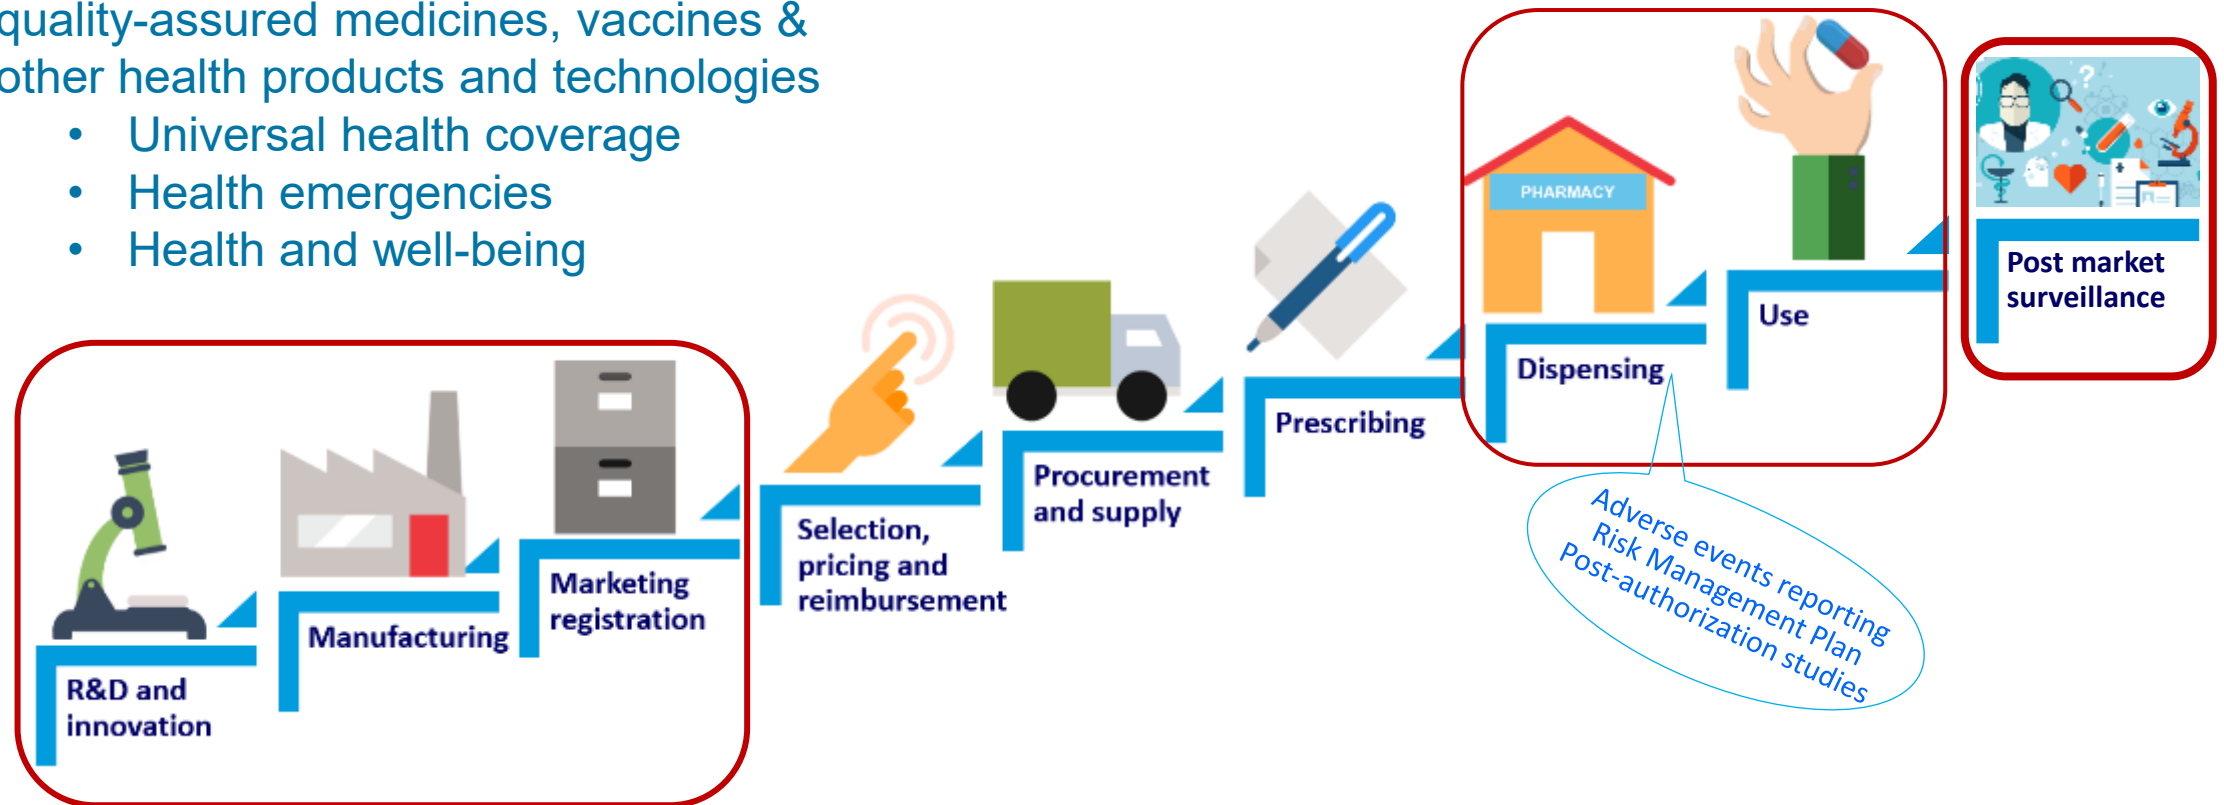 quality-assured medicines, vaccines &
other health products and technologies
• Universal health coverage
• Health emergencies
• Health and well-being
R&D and
innovation
Manufacturing
Marketing
registration
Selection,
pricing and
reimbursement
Procurement
and supply
Prescribing
PHARMACY
Dispensing
Use
Post market
surveillance
Adverse events reporting
Risk Management Plan
Post-authorization studies